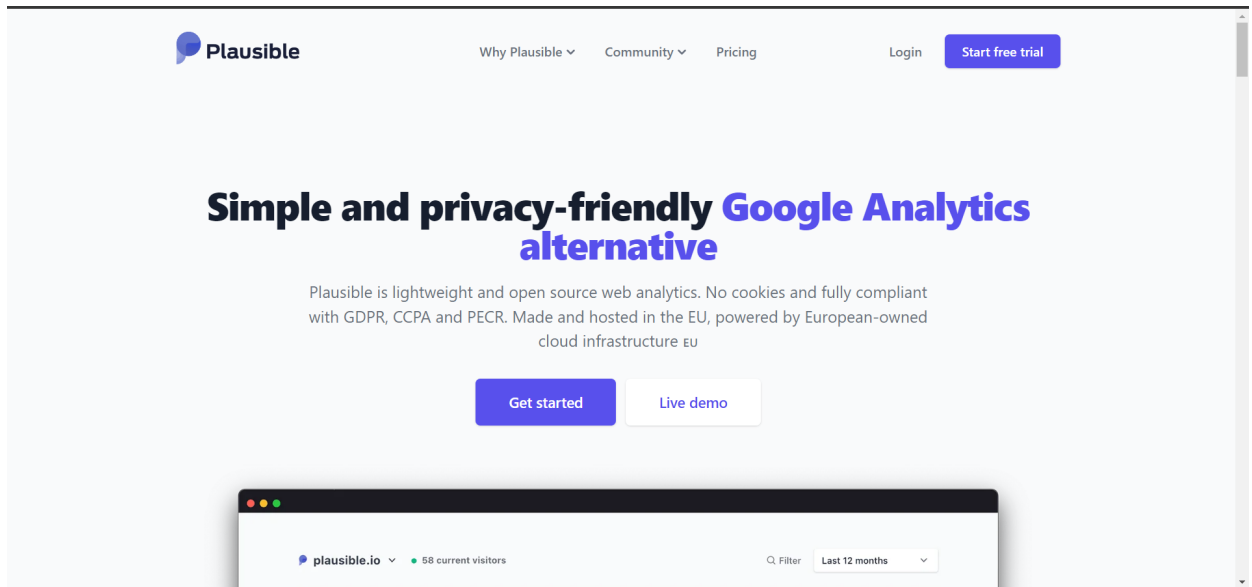 Plausible
Why Plausible
Community
Pricing
Login
Start free trial
Simple and privacy-friendly Google Analytics
alternative
Plausible is lightweight and open source web analytics. No cookies and fully compliant
with GDPR, CCPA and PECR. Made and hosted in the EU, powered by European-owned
cloud infrastructure EU
Get started
Live demo
plausible.io
58 current visitors
Filter
Last 12 months